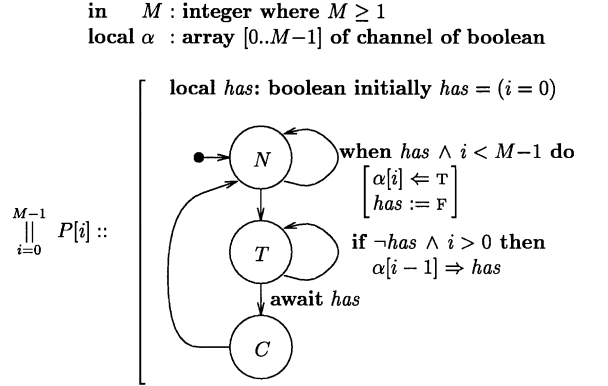 in M : integer where M ≥ 1
local α : array [0..M−1] of channel of boolean
local has: boolean initially has = (i = 0)
N
when has ∧ i < M−1 do
α[i] ⇐ T
has := F
M−1
|| P[i] ::
i=0
T
if ¬has ∧ i > 0 then
α[i − 1] ⇒ has
await has
C